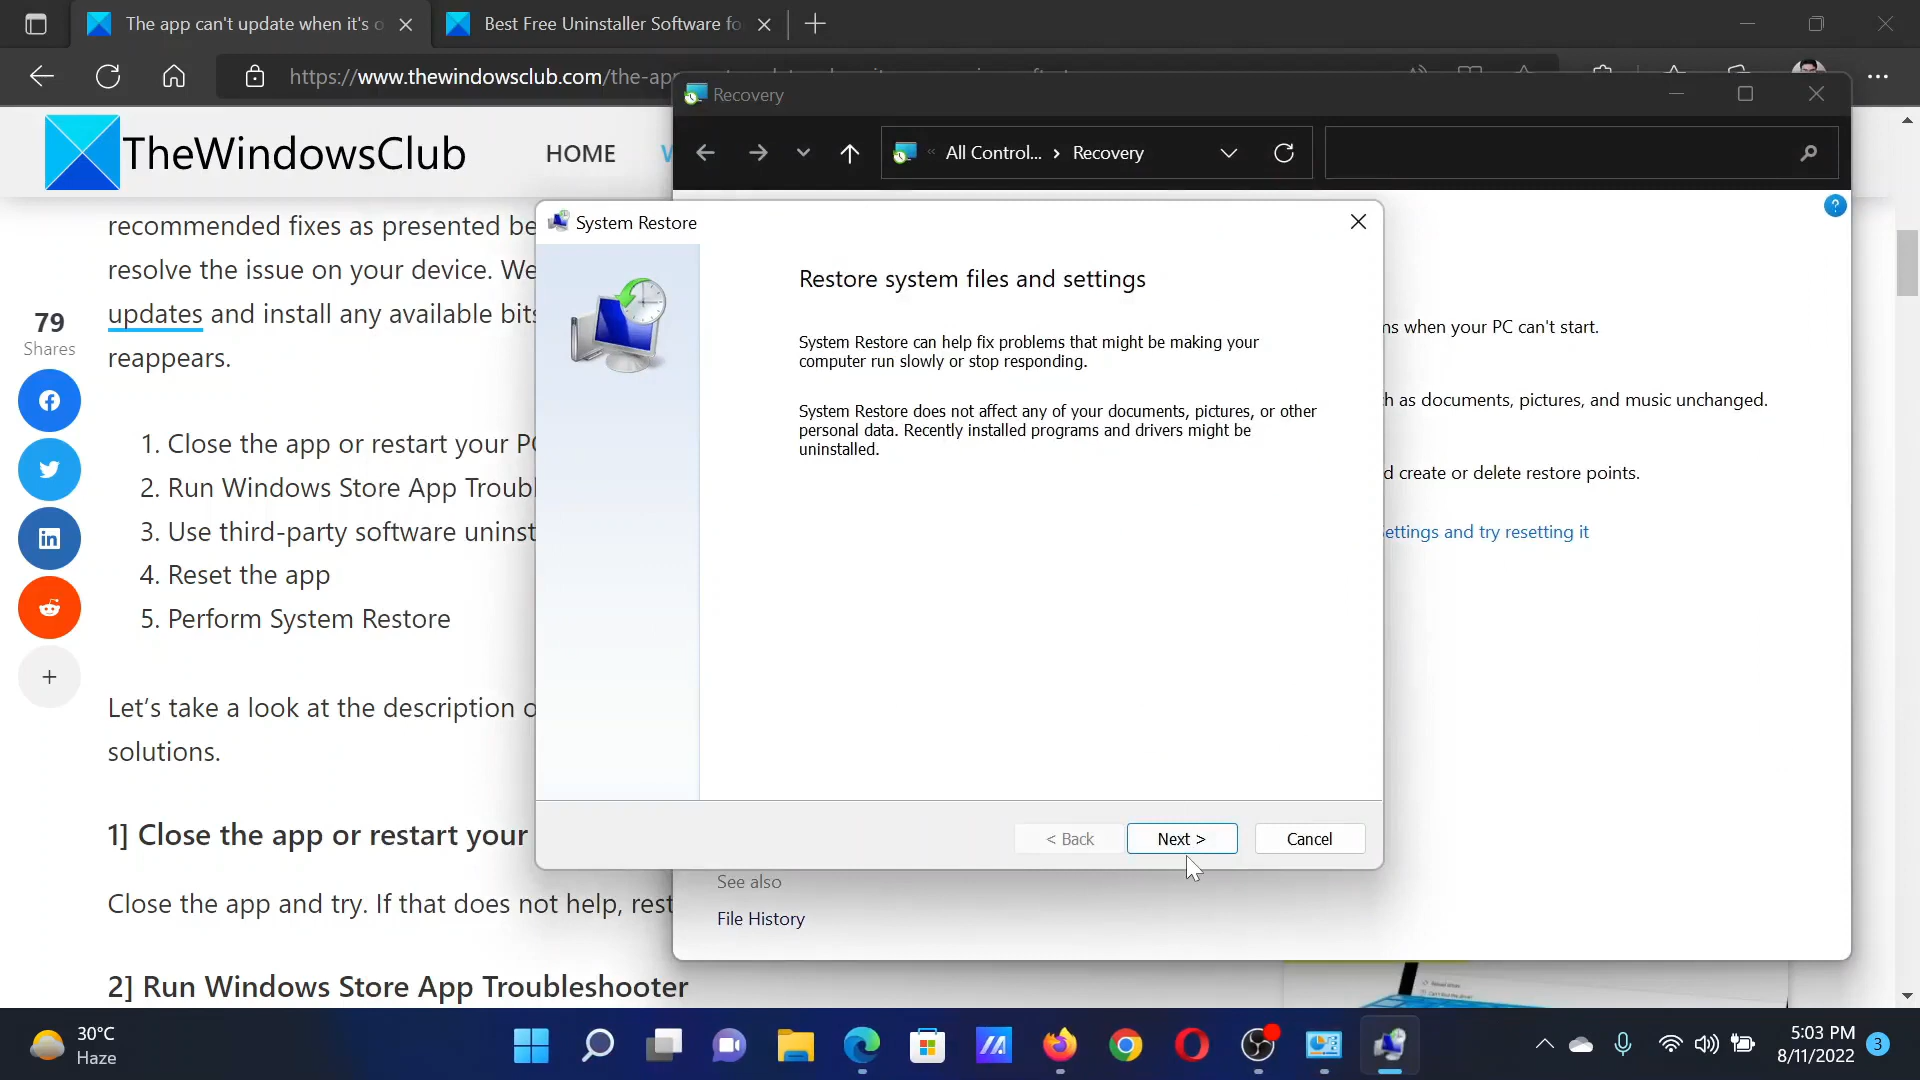 The app can't update when it's o
Best Free Uninstaller Software fo
https://www.thewindowsclub.com/the-app
Recovery
All Control... > Recovery
TheWindowsClub
HOME
recommended fixes as presented be
resolve the issue on your device. We
updates and install any available bits
reappears.
79
Shares
1. Close the app or restart your PC
2. Run Windows Store App Troubl
3. Use third-party software uninst
4. Reset the app
5. Perform System Restore
Let's take a look at the description o
solutions.
1] Close the app or restart your
Close the app and try. If that does not help, rest
2] Run Windows Store App Troubleshooter
System Restore
Restore system files and settings
System Restore can help fix problems that might be making your
computer run slowly or stop responding.
System Restore does not affect any of your documents, pictures, or other
personal data. Recently installed programs and drivers might be
uninstalled.
< Back
Next >
Cancel
ms when your PC can't start.
h as documents, pictures, and music unchanged.
d create or delete restore points.
ettings and try resetting it
See also
File History
30°C
Haze
5:03 PM
8/11/2022
3